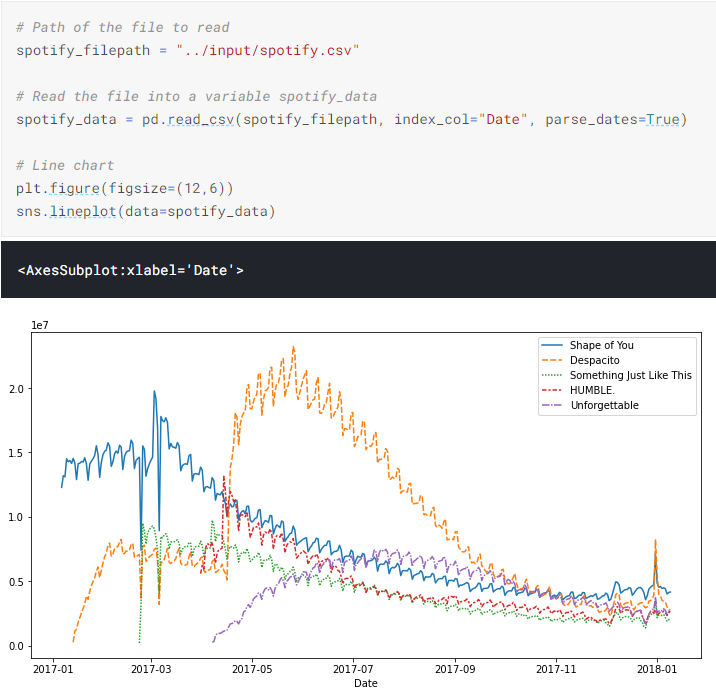 # Path of the file to read
spotify_filepath = "../input/spotify.csv"
# Read the file into a variable spotify_data
spotify_data = pd.read_csv(spotify_filepath, index_col="Date", parse_dates=True)
# Line chart
plt.figure(figsize=(12,6))
sns.lineplot(data=spotify_data)
<AxesSubplot:xlabel='Date'>
1e7
Shape of You
Despacito
Something Just Like This
HUMBLE.
Unforgettable
2.0
1.5
1.0
0.5
0.0
2017-01 2017-03 2017-05 2017-07 2017-09 2017-11 2018-01
Date